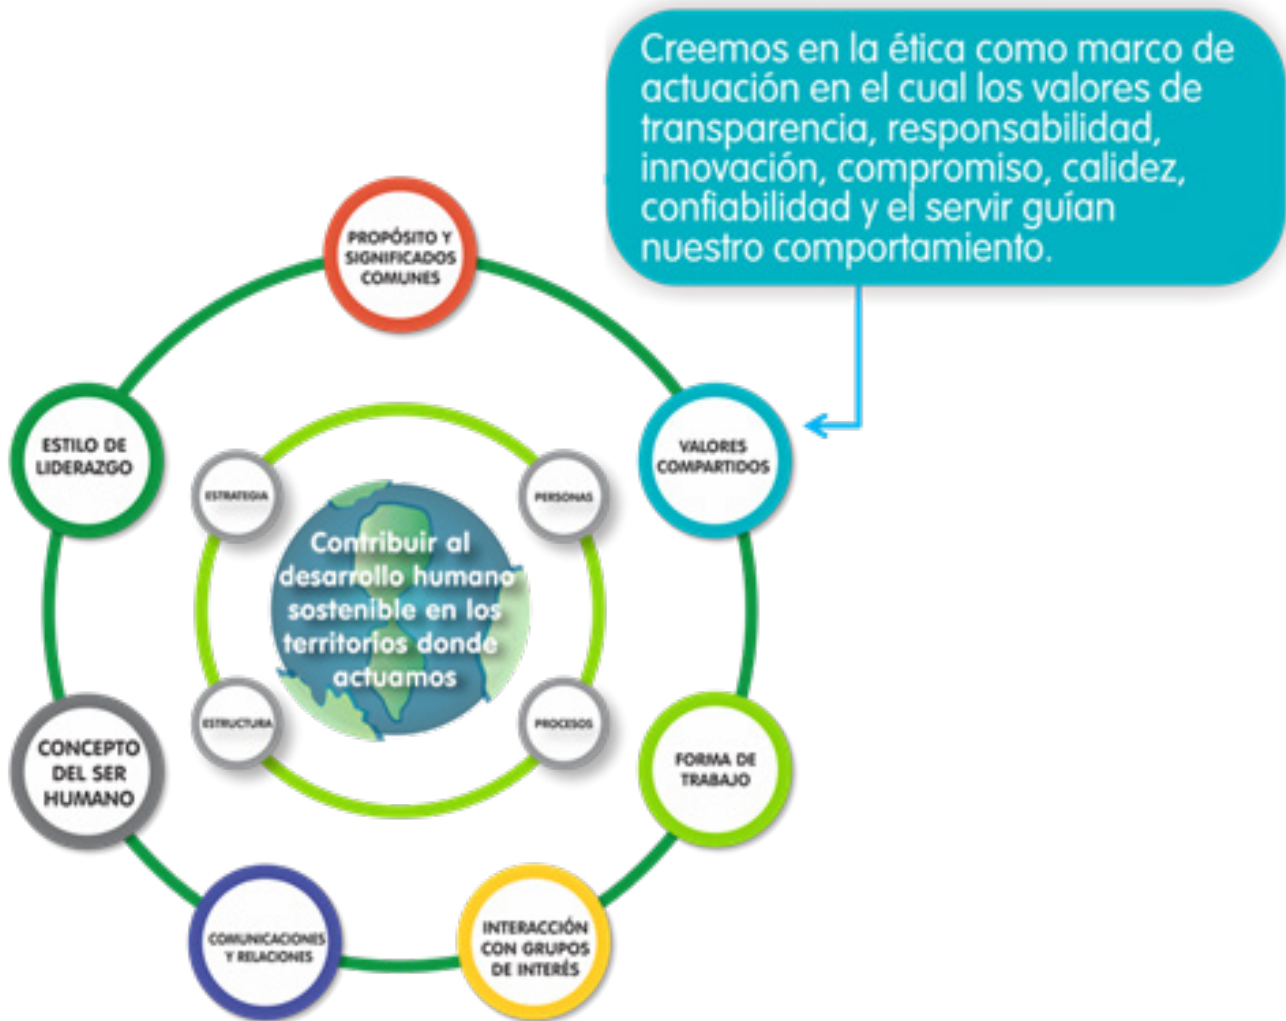 Creemos en la ética como marco de
actuación en el cual los valores de
transparencia, responsabilidad,
innovación, compromiso, calidez,
confiabilidad y el servir guían
nuestro comportamiento.
PROPÓSITO Y
SIGNIFICADOS
COMUNES
ESTILO DE
LIDERAZGO
VALORES
COMPARTIDOS
ESTRATEGIA
PERSONAS
Contribuir al
desarrollo humano
sostenible en los
territorios donde
actuamos
ESTRUCTURA
PROCESOS
CONCEPTO
DEL SER
HUMANO
FORMA DE
TRABAJO
COMUNICACIONES
Y RELACIONES
INTERACCIÓN
CON GRUPOS
DE INTERÉS